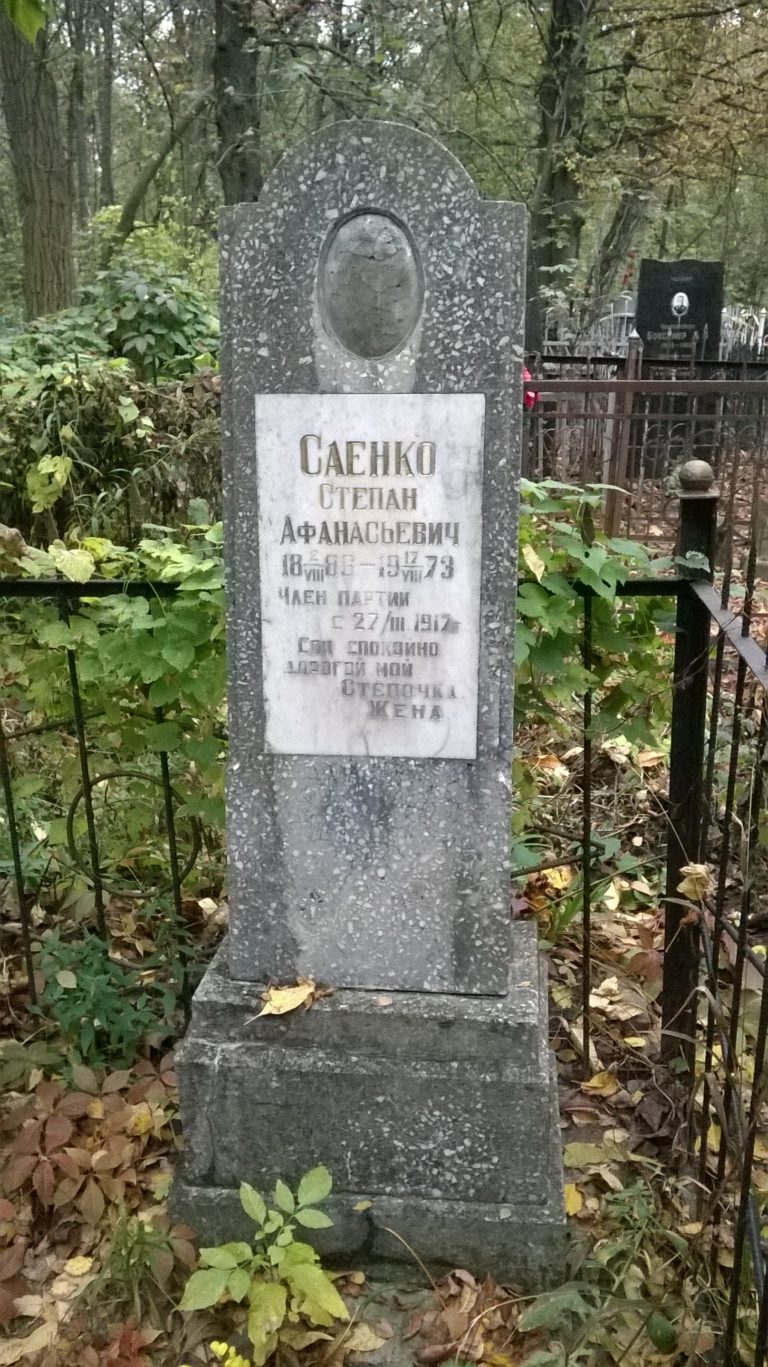 САЕНКО
СТЕПАН
АФАНАСЬЕВИЧ
18 2/VIII 86 – 19 17/VIII 73
ЧЛЕН ПАРТИИ
С 27/III 1917 г
СПИ СПОКОЙНО
ДОРОГОЙ МОЙ
СТЕПОЧКА
ЖЕНА